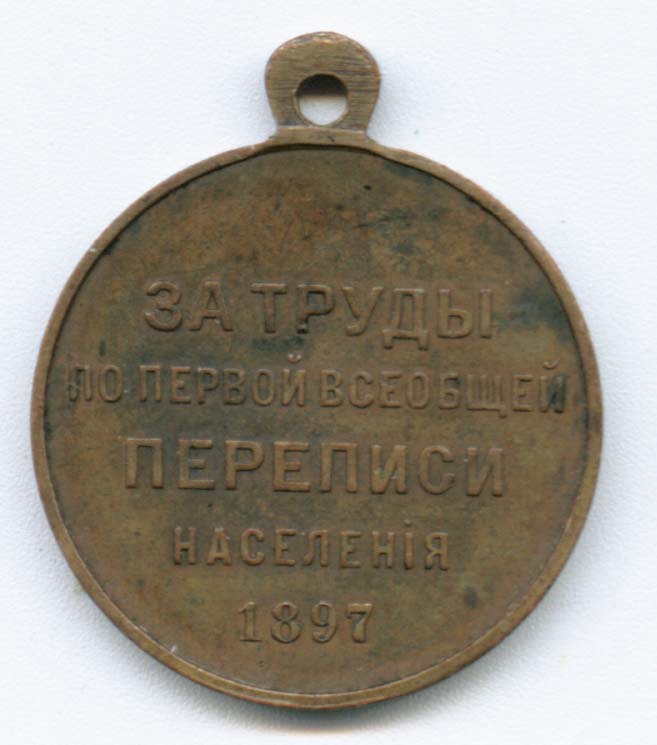 ЗА ТРУДЫ
ПО ПЕРВОЙ ВСЕОБЩЕЙ
ПЕРЕПИСИ
НАСЕЛЕНІЯ
1897